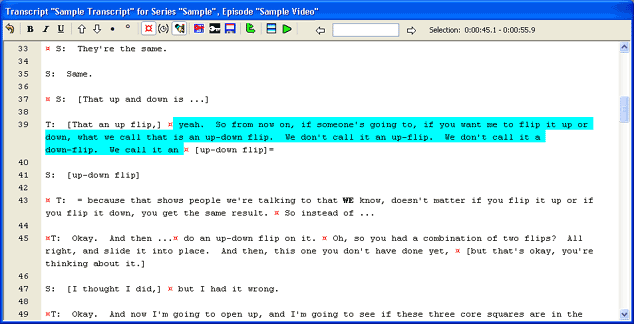 Transcript "Sample Transcript" for Series "Sample", Episode "Sample Video"
B I U Selection: 0:00:45.1 - 0:00:55.9
33 ¤ S: They're the same.
34
35 S: Same.
36
37 ¤ S: [That up and down is ...]
38
39 T: [That an up flip,] ¤ yeah. So from now on, if someone's going to, if you want me to flip it up or
down, what we call that is an up-down flip. We don't call it an up-flip. We don't call it a
down-flip. We call it an ¤ [up-down flip]=
40
41 S: [up-down flip]
42
43 ¤ T: = because that shows people we're talking to that WE know, doesn't matter if you flip it up or if
you flip it down, you get the same result. ¤ So instead of ...
44
45 ¤T: Okay. And then ...¤ do an up-down flip on it. ¤ Oh, so you had a combination of two flips? All
right, and slide it into place. And then, this one you don't have done yet, ¤ [but that's okay, you're
thinking about it.]
46
47 S: [I thought I did,] ¤ but I had it wrong.
48
49 ¤T: Okay. And now I'm going to open up, and I'm going to see if these three core squares are in the